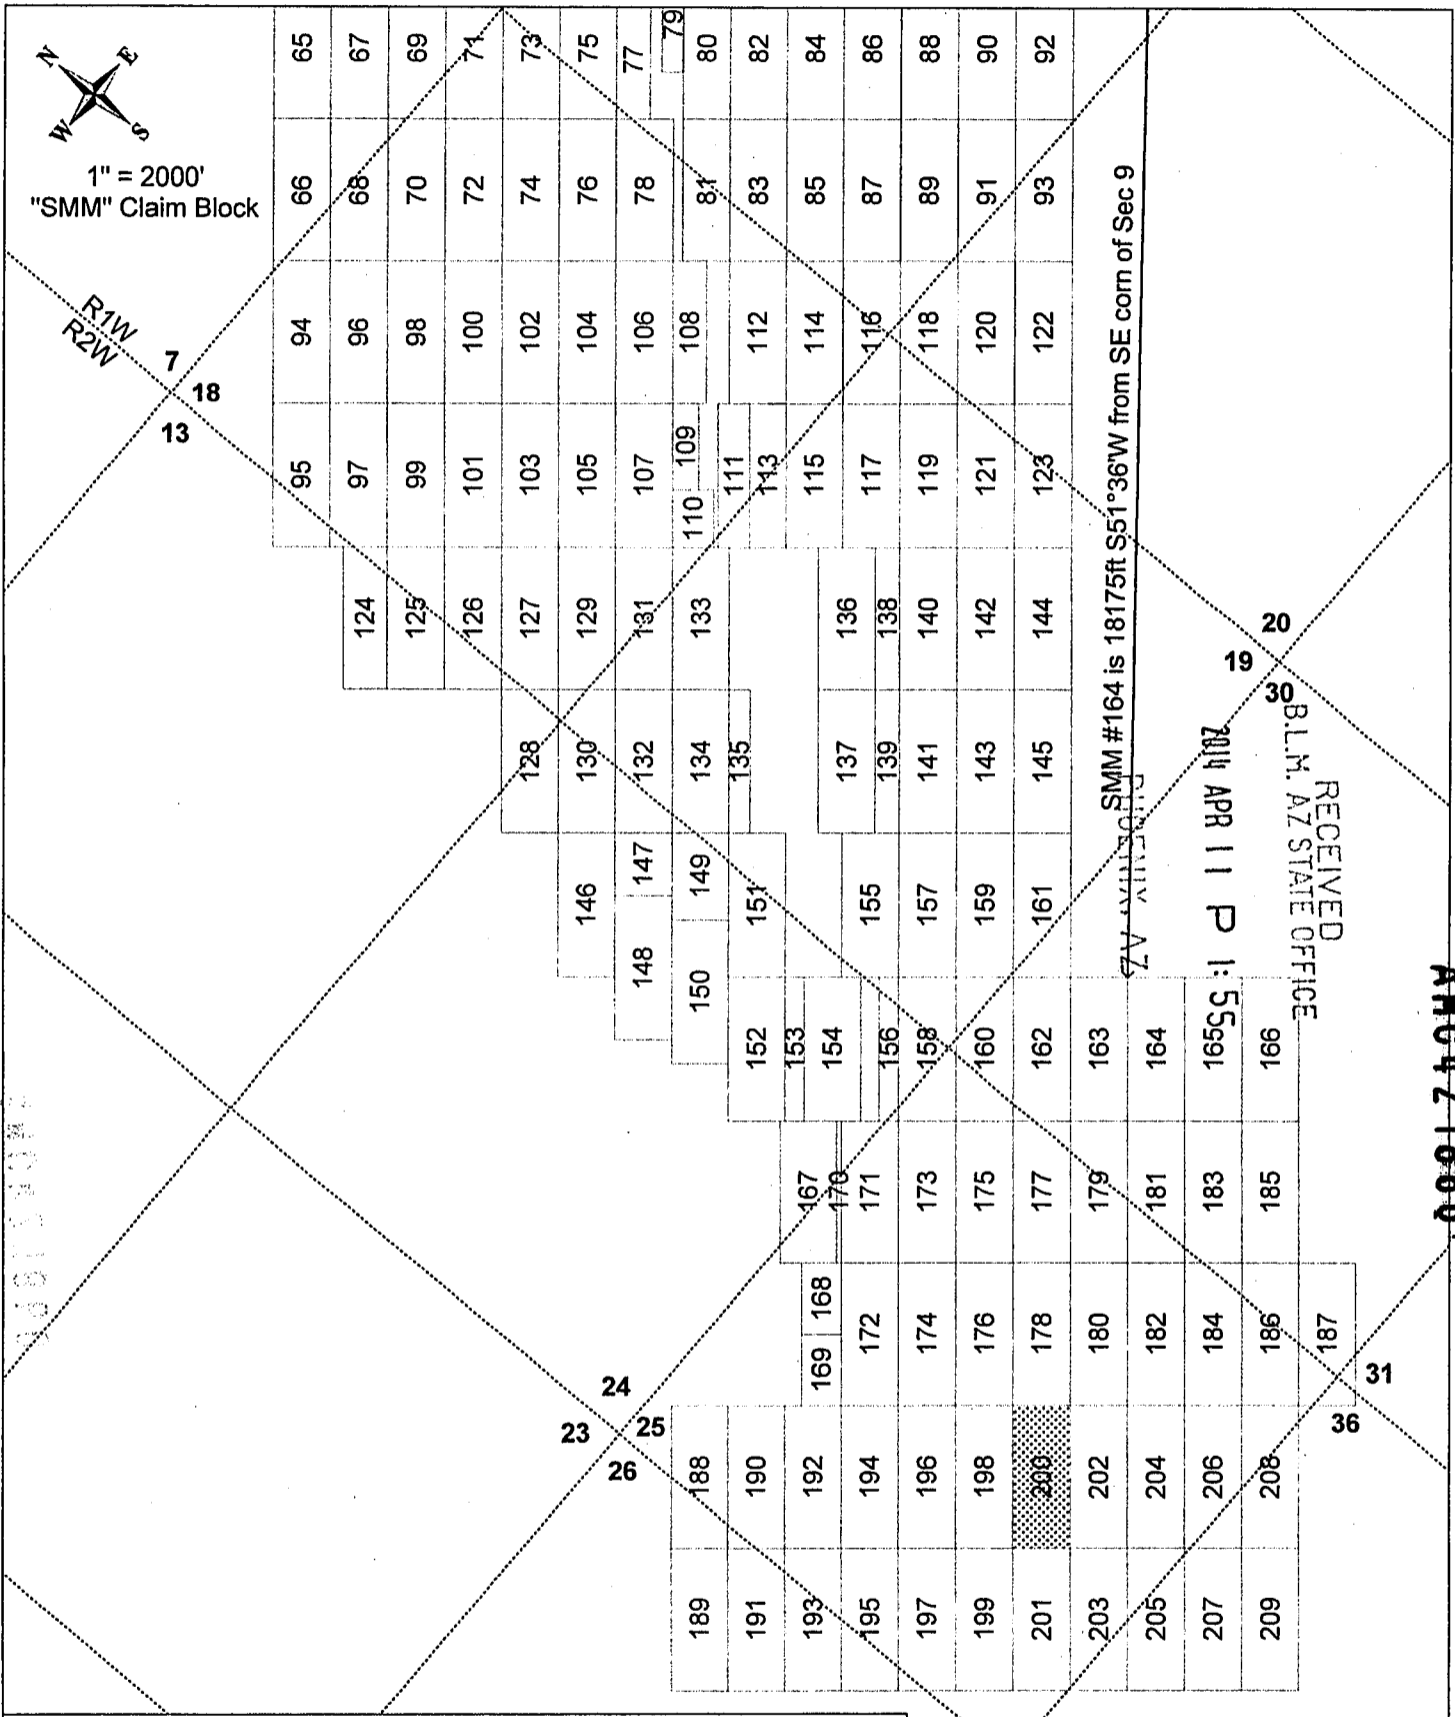 N
E
W
S
1" = 2000'
"SMM" Claim Block
65 67 69 71 73 75 77 79 80 82 84 86 88 90 92
66 68 70 72 74 76 78 81 83 85 87 89 91 93
R1W
R2W
94 96 98 100 102 104 106 108 112 114 116 118 120 122
7
18
13
95 97 99 101 103 105 107 109 111 113 115 117 119 121 123
110
124 125 126 127 129 131 133 136 138 140 142 144
128 130 132 134 135 137 139 141 143 145
SMM #164 is 18175ft S51°36'W from SE corn of Sec 9
20
19
30
RECEIVED
B.L.M. AZ STATE OFFICE
2014 APR 11 P 1:55
PHOENIX, AZ
146 147 149 151 155 157 159 161
148 150
152 153 154 156 158 160 162 163 164 165 166
167 170 171 173 175 177 179 181 183 185
168
169 172 174 176 178 180 182 184 186 187
24
23
25
26
31
36
188 190 192 194 196 198 200 202 204 206 208
189 191 193 195 197 199 201 203 205 207 209